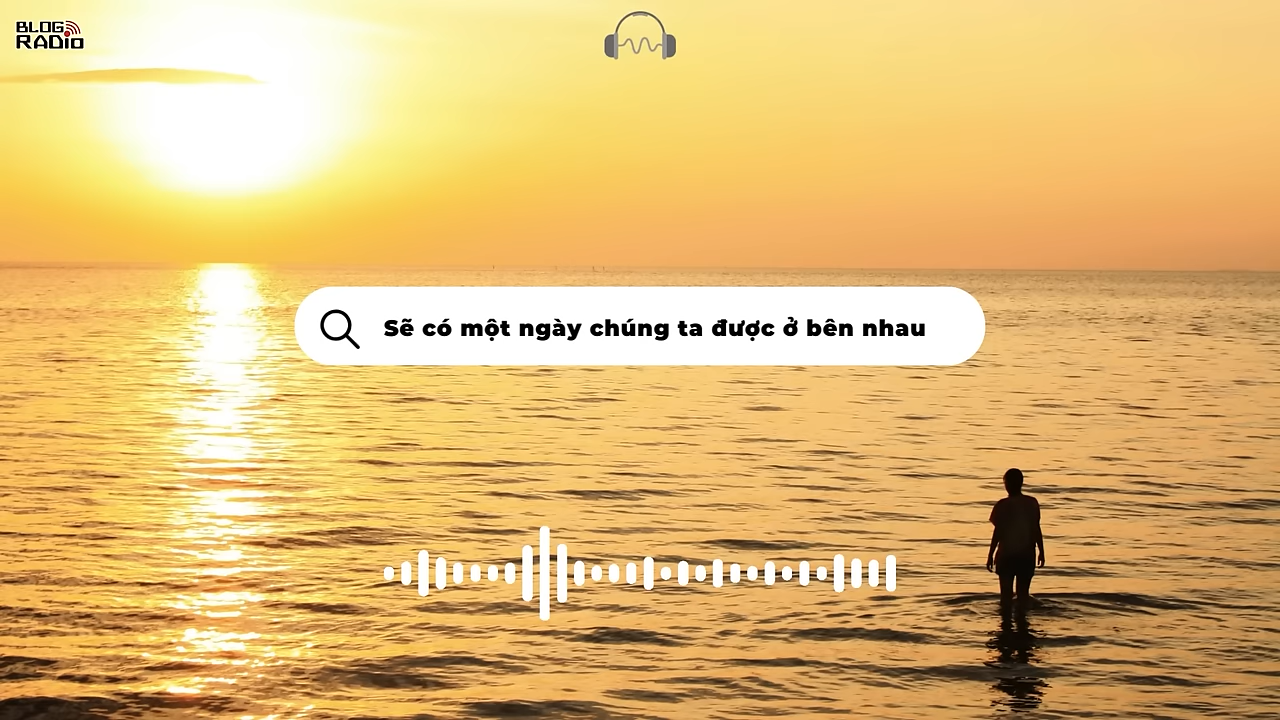 BLOG
RADIO
Sẽ có một ngày chúng ta được ở bên nhau